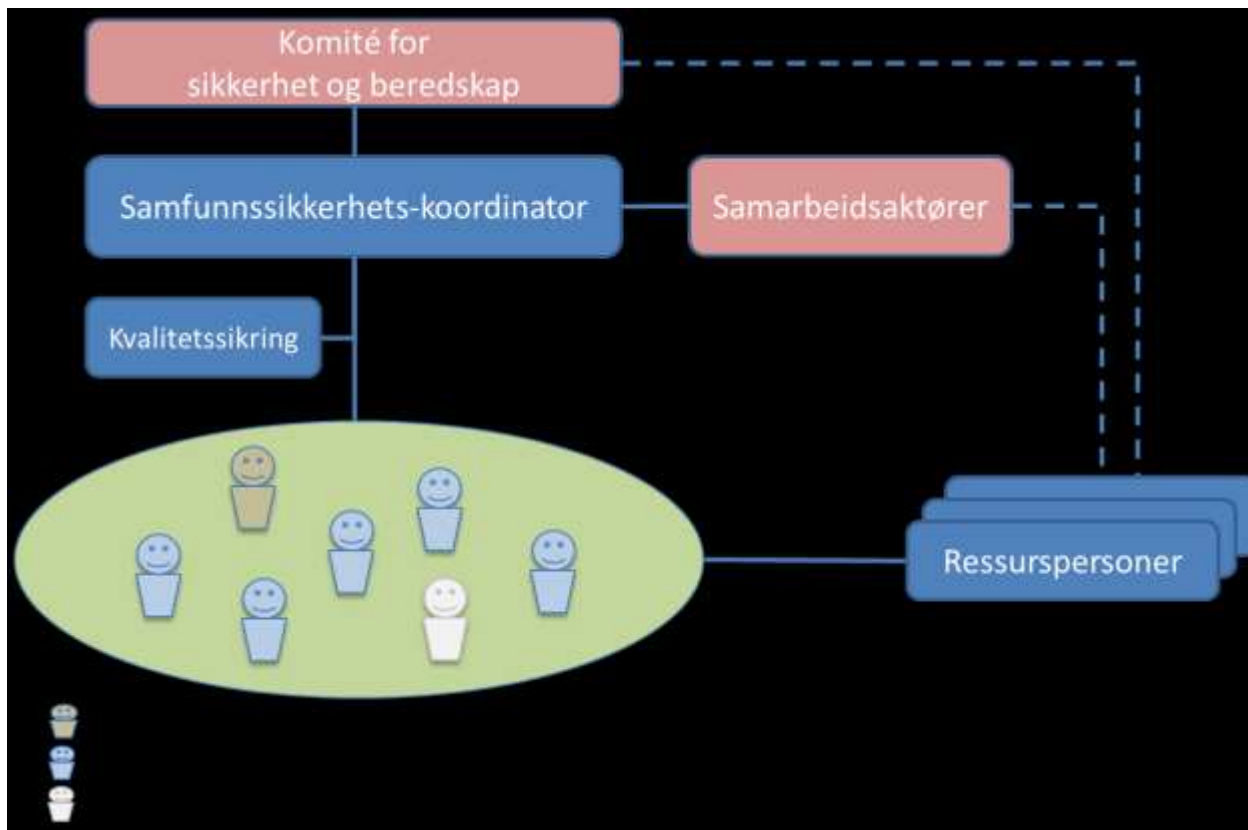 Komité for
sikkerhet og beredskap
Samfunnssikkerhets-koordinator
Samarbeidsaktører
Kvalitetssikring
Ressurspersoner